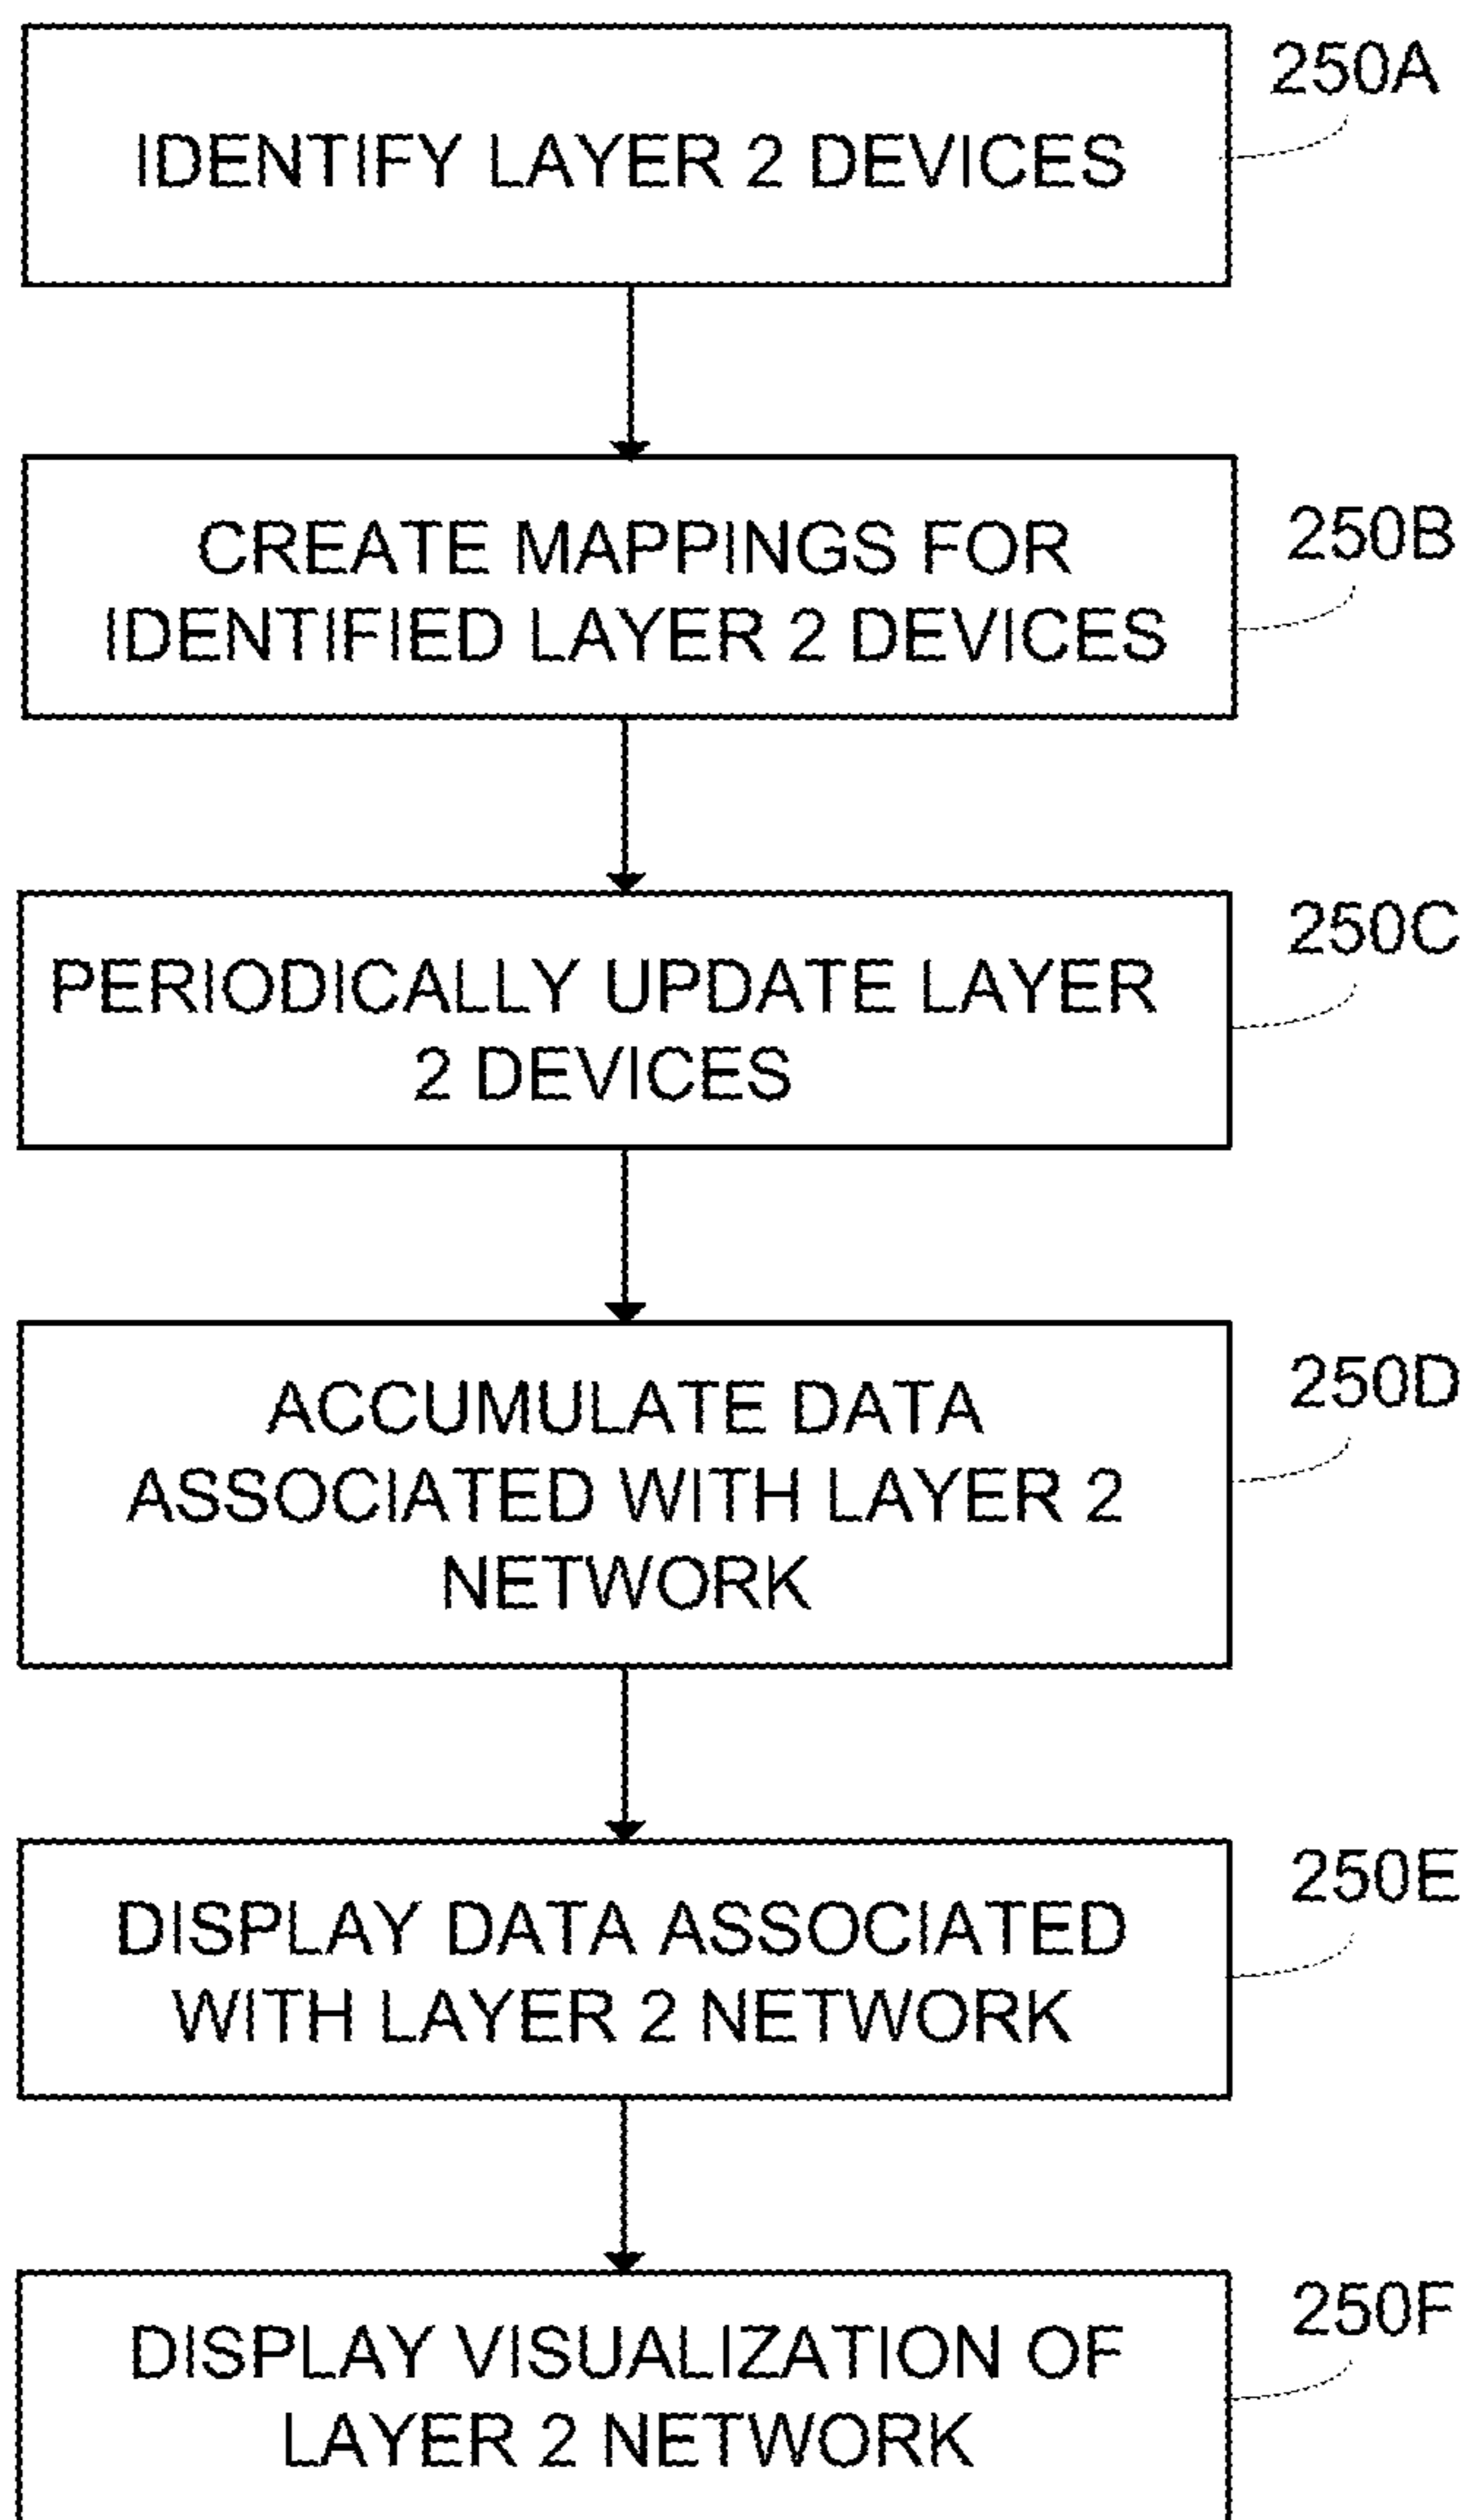 250A
IDENTIFY LAYER 2 DEVICES
250B
CREATE MAPPINGS FOR
IDENTIFIED LAYER 2 DEVICES
250C
PERIODICALLY UPDATE LAYER
2 DEVICES
250D
ACCUMULATE DATA
ASSOCIATED WITH LAYER 2
NETWORK
250E
DISPLAY DATA ASSOCIATED
WITH LAYER 2 NETWORK
250F
DISPLAY VISUALIZATION OF
LAYER 2 NETWORK